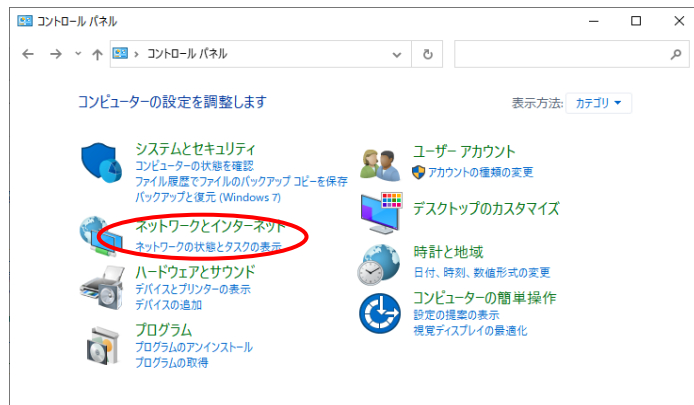 コントロール パネル
コントロール パネル
コンピューターの設定を調整します
表示方法: カテゴリ
システムとセキュリティ
コンピューターの状態を確認
ファイル履歴でファイルのバックアップ コピーを保存
バックアップと復元 (Windows 7)
ネットワークとインターネット
ネットワークの状態とタスクの表示
ハードウェアとサウンド
デバイスとプリンターの表示
デバイスの追加
プログラム
プログラムのアンインストール
プログラムの取得
ユーザー アカウント
アカウントの種類の変更
デスクトップのカスタマイズ
時計と地域
日付、時刻、数値形式の変更
コンピューターの簡単操作
設定の提案の表示
視覚ディスプレイの最適化